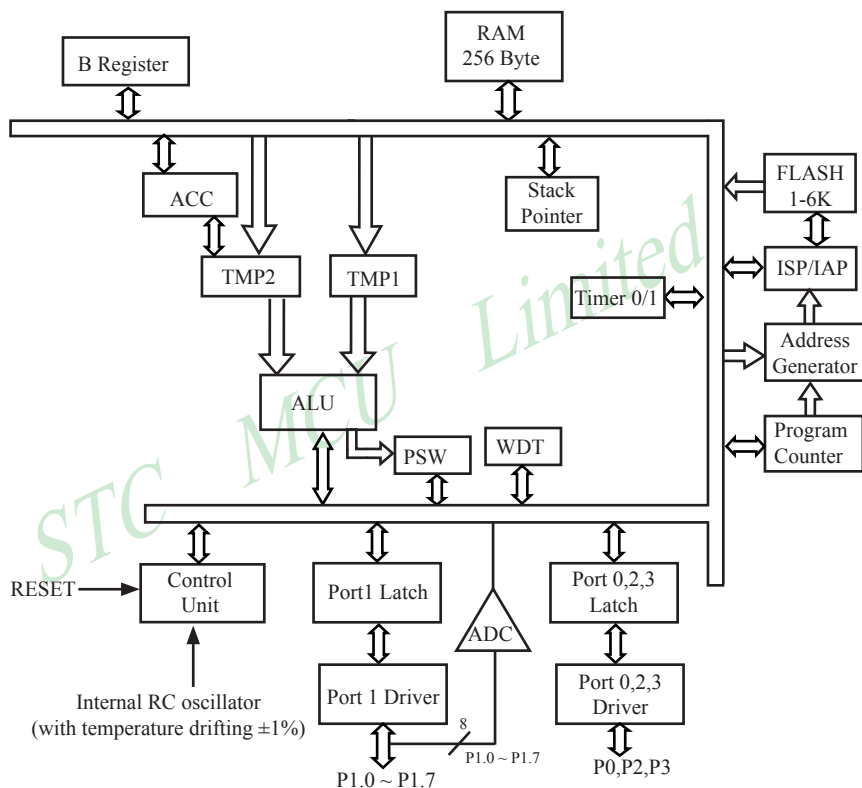 RAM
256 Byte
B Register
FLASH
1-6K
ACC
Stack
Pointer
TMP2
TMP1
ISP/IAP
Timer 0/1
Address
Generator
ALU
PSW
WDT
Program
Counter
STC MCU Limited
RESET
Control
Unit
Port1 Latch
ADC
Port 0,2,3
Latch
Internal RC oscillator
(with temperature drifting ±1%)
Port 1 Driver
Port 0,2,3
Driver
8
P1.0 ~ P1.7
P1.0 ~ P1.7
P0,P2,P3